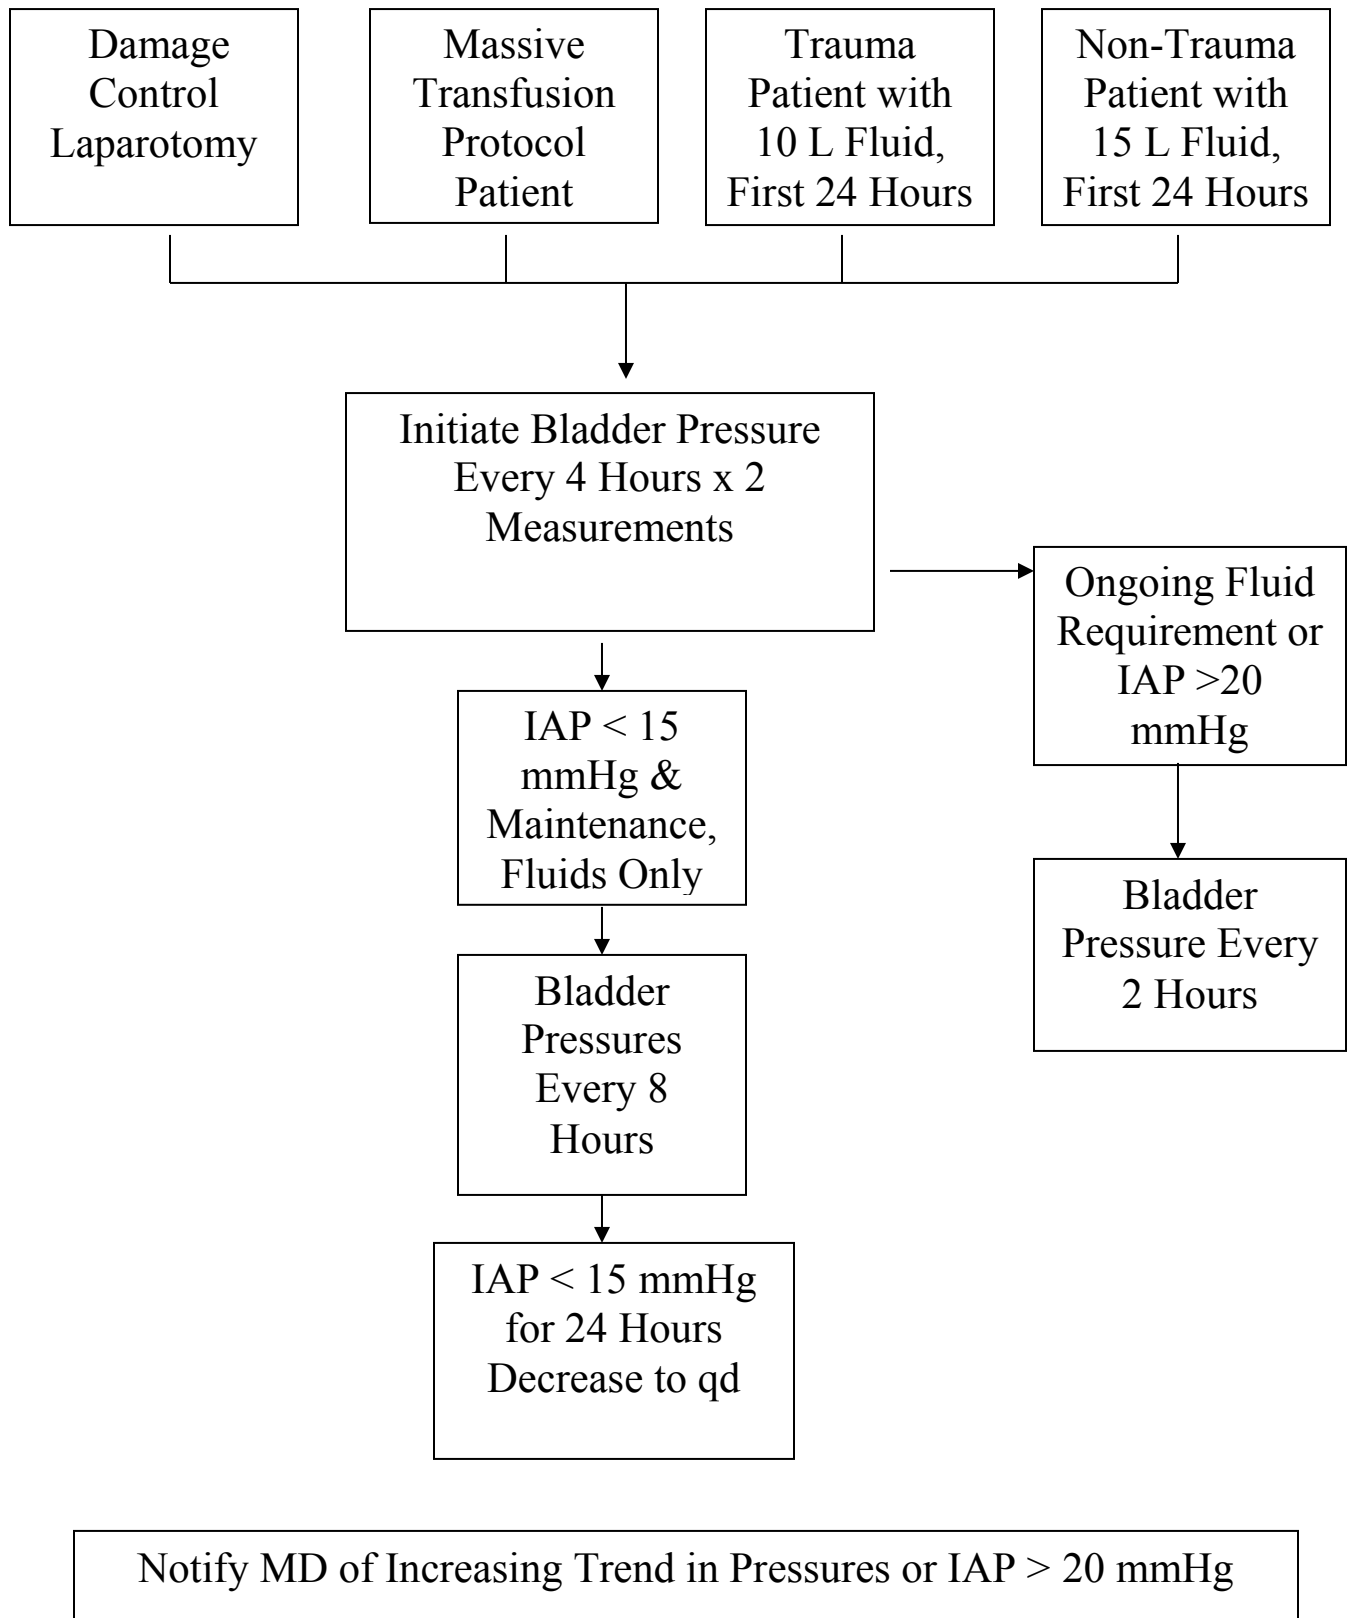 Damage
Control
Laparotomy
Massive
Transfusion
Protocol
Patient
Trauma
Patient with
10 L Fluid,
First 24 Hours
Non-Trauma
Patient with
15 L Fluid,
First 24 Hours
Initiate Bladder Pressure
Every 4 Hours x 2
Measurements
Ongoing Fluid
Requirement or
IAP >20
mmHg
IAP < 15
mmHg &
Maintenance,
Fluids Only
Bladder
Pressure Every
2 Hours
Bladder
Pressures
Every 8
Hours
IAP < 15 mmHg
for 24 Hours
Decrease to qd
Notify MD of Increasing Trend in Pressures or IAP > 20 mmHg